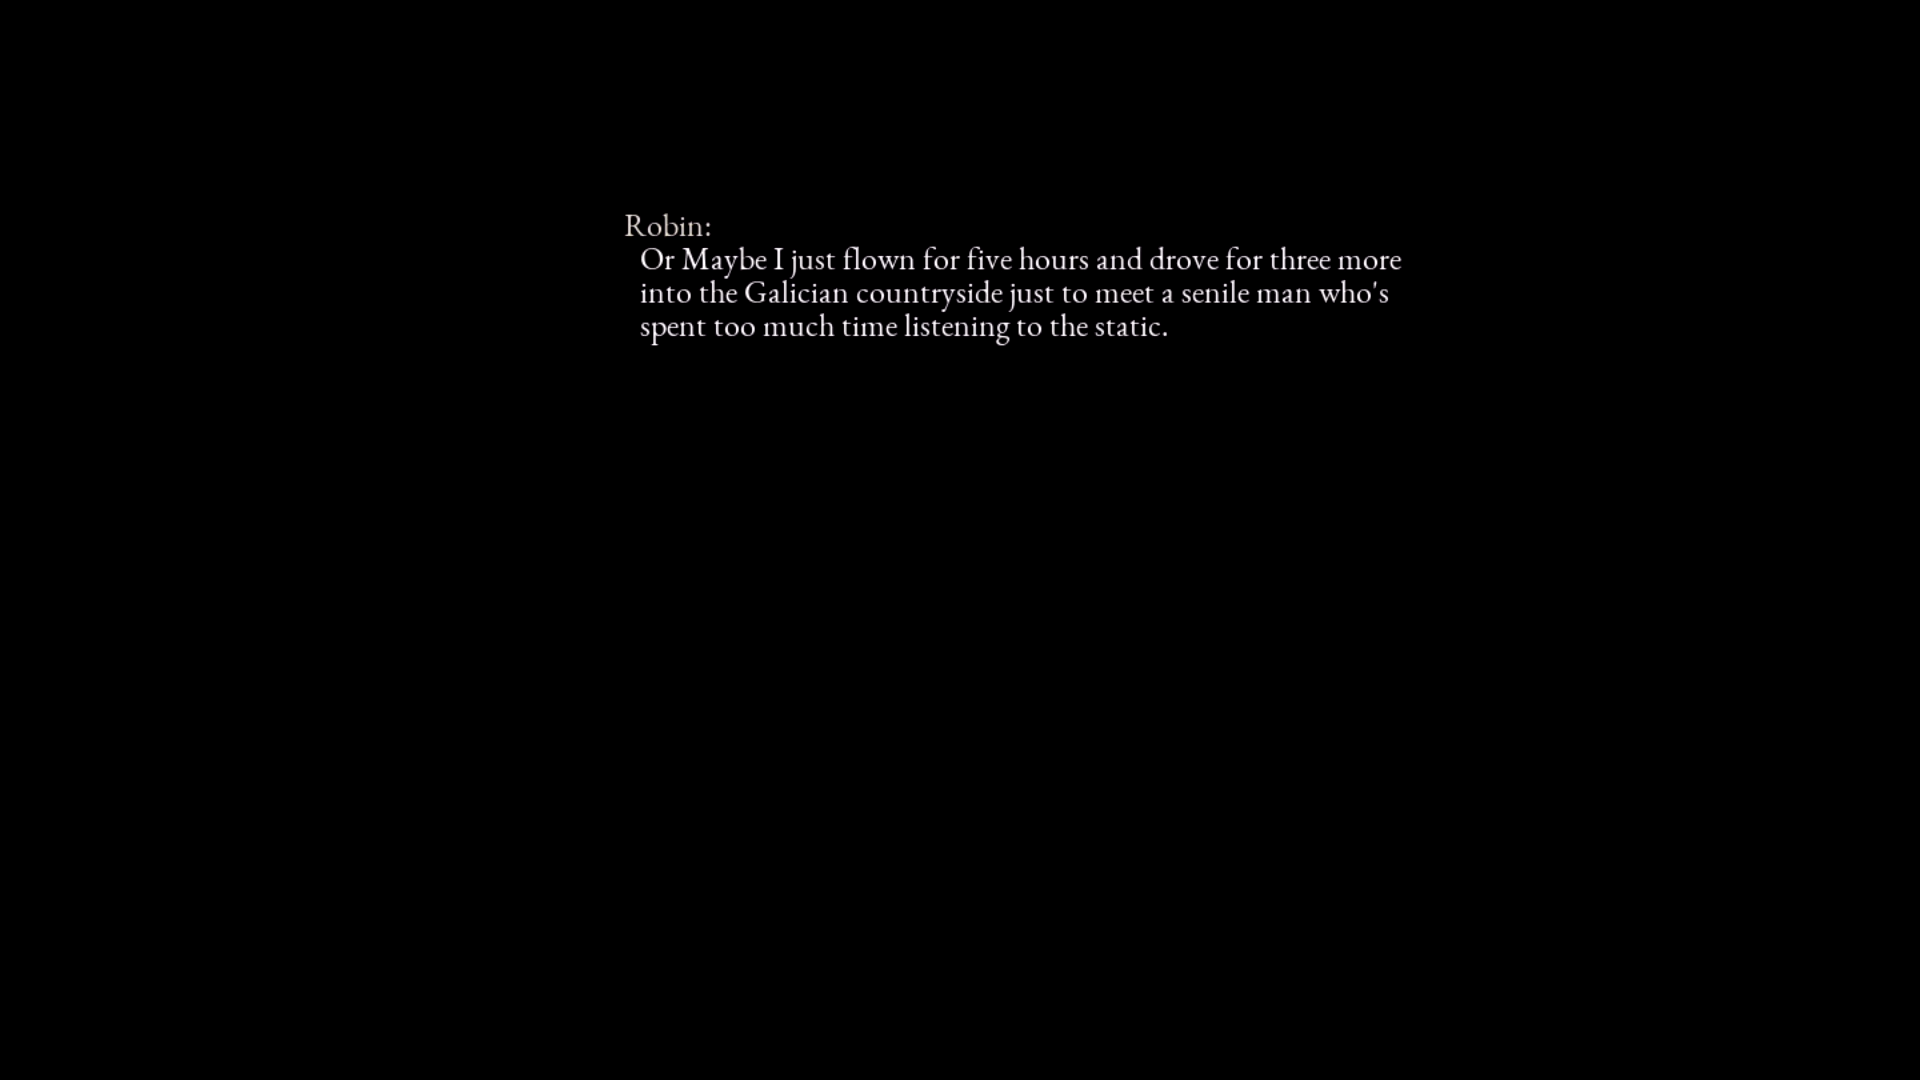 Robin:
Or Maybe I just flown for five hours and drove for three more
into the Galician countryside just to meet a senile man who's
spent too much time listening to the static.